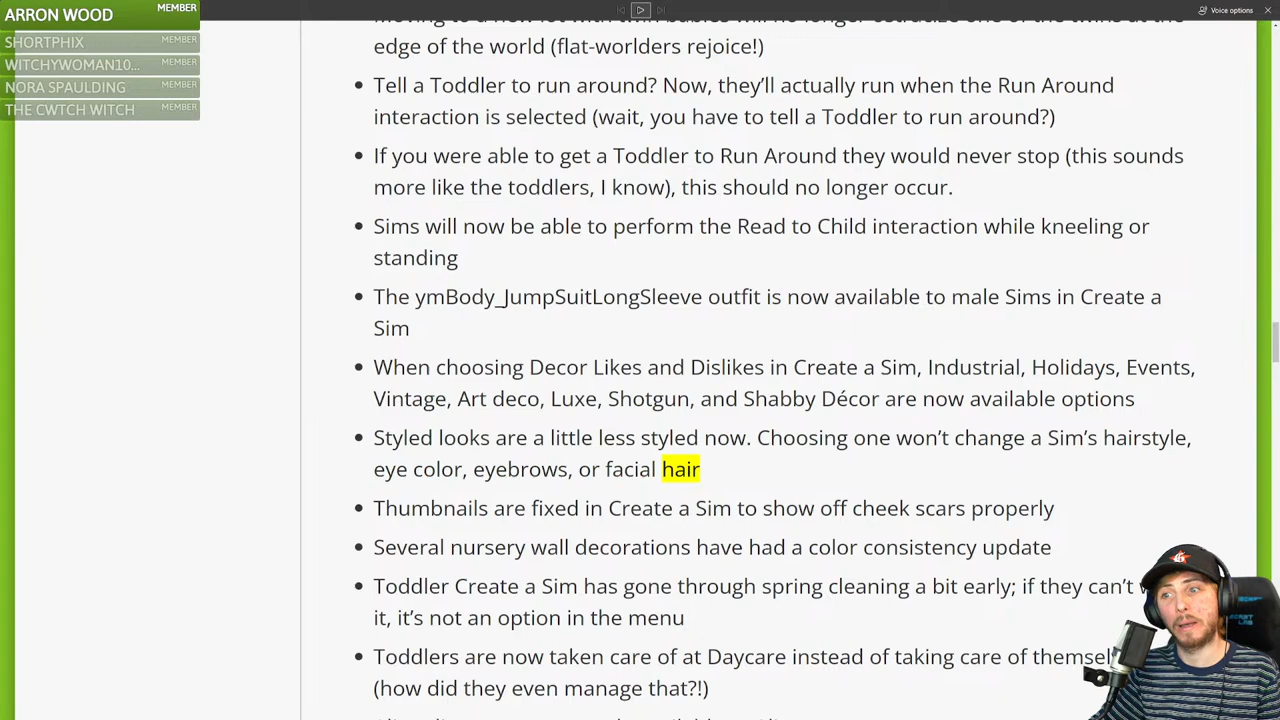 ARRON WOOD MEMBER
SHORTPHIX MEMBER
WITCHYWOMAN10... MEMBER
NORA SPAULDING MEMBER
THE CWTCH WITCH MEMBER
Voice options
edge of the world (flat-worlders rejoice!)
Tell a Toddler to run around? Now, they’ll actually run when the Run Around
interaction is selected (wait, you have to tell a Toddler to run around?)
If you were able to get a Toddler to Run Around they would never stop (this sounds
more like the toddlers, I know), this should no longer occur.
Sims will now be able to perform the Read to Child interaction while kneeling or
standing
The ymBody_JumpSuitLongSleeve outfit is now available to male Sims in Create a
Sim
When choosing Decor Likes and Dislikes in Create a Sim, Industrial, Holidays, Events,
Vintage, Art deco, Luxe, Shotgun, and Shabby Décor are now available options
Styled looks are a little less styled now. Choosing one won’t change a Sim’s hairstyle,
eye color, eyebrows, or facial hair
Thumbnails are fixed in Create a Sim to show off cheek scars properly
Several nursery wall decorations have had a color consistency update
Toddler Create a Sim has gone through spring cleaning a bit early; if they can’t
it, it’s not an option in the menu
Toddlers are now taken care of at Daycare instead of taking care of
(how did they even manage that?!)